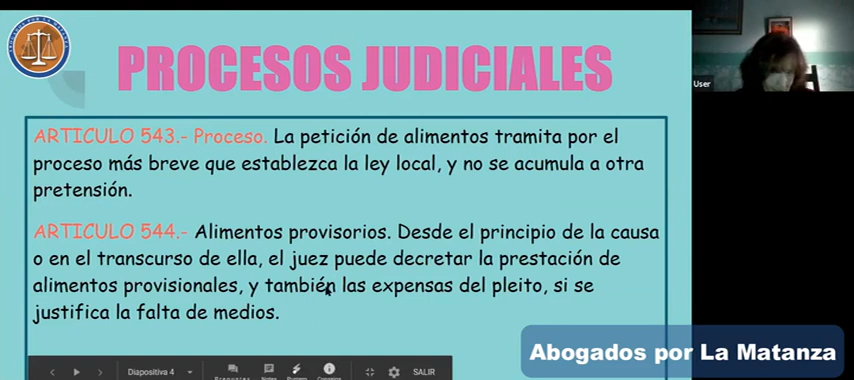 PROCESOS JUDICIALES
User
ARTICULO 543.- Proceso. La petición de alimentos tramita por el
proceso más breve que establezca la ley local, y no se acumula a otra
pretensión.
ARTICULO 544.- Alimentos provisorios. Desde el principio de la causa
o en el transcurso de ella, el juez puede decretar la prestación de
alimentos provisionales, y también las expensas del pleito, si se
justifica la falta de medios.
Abogados por La Matanza
Diapositiva 4
SALIR